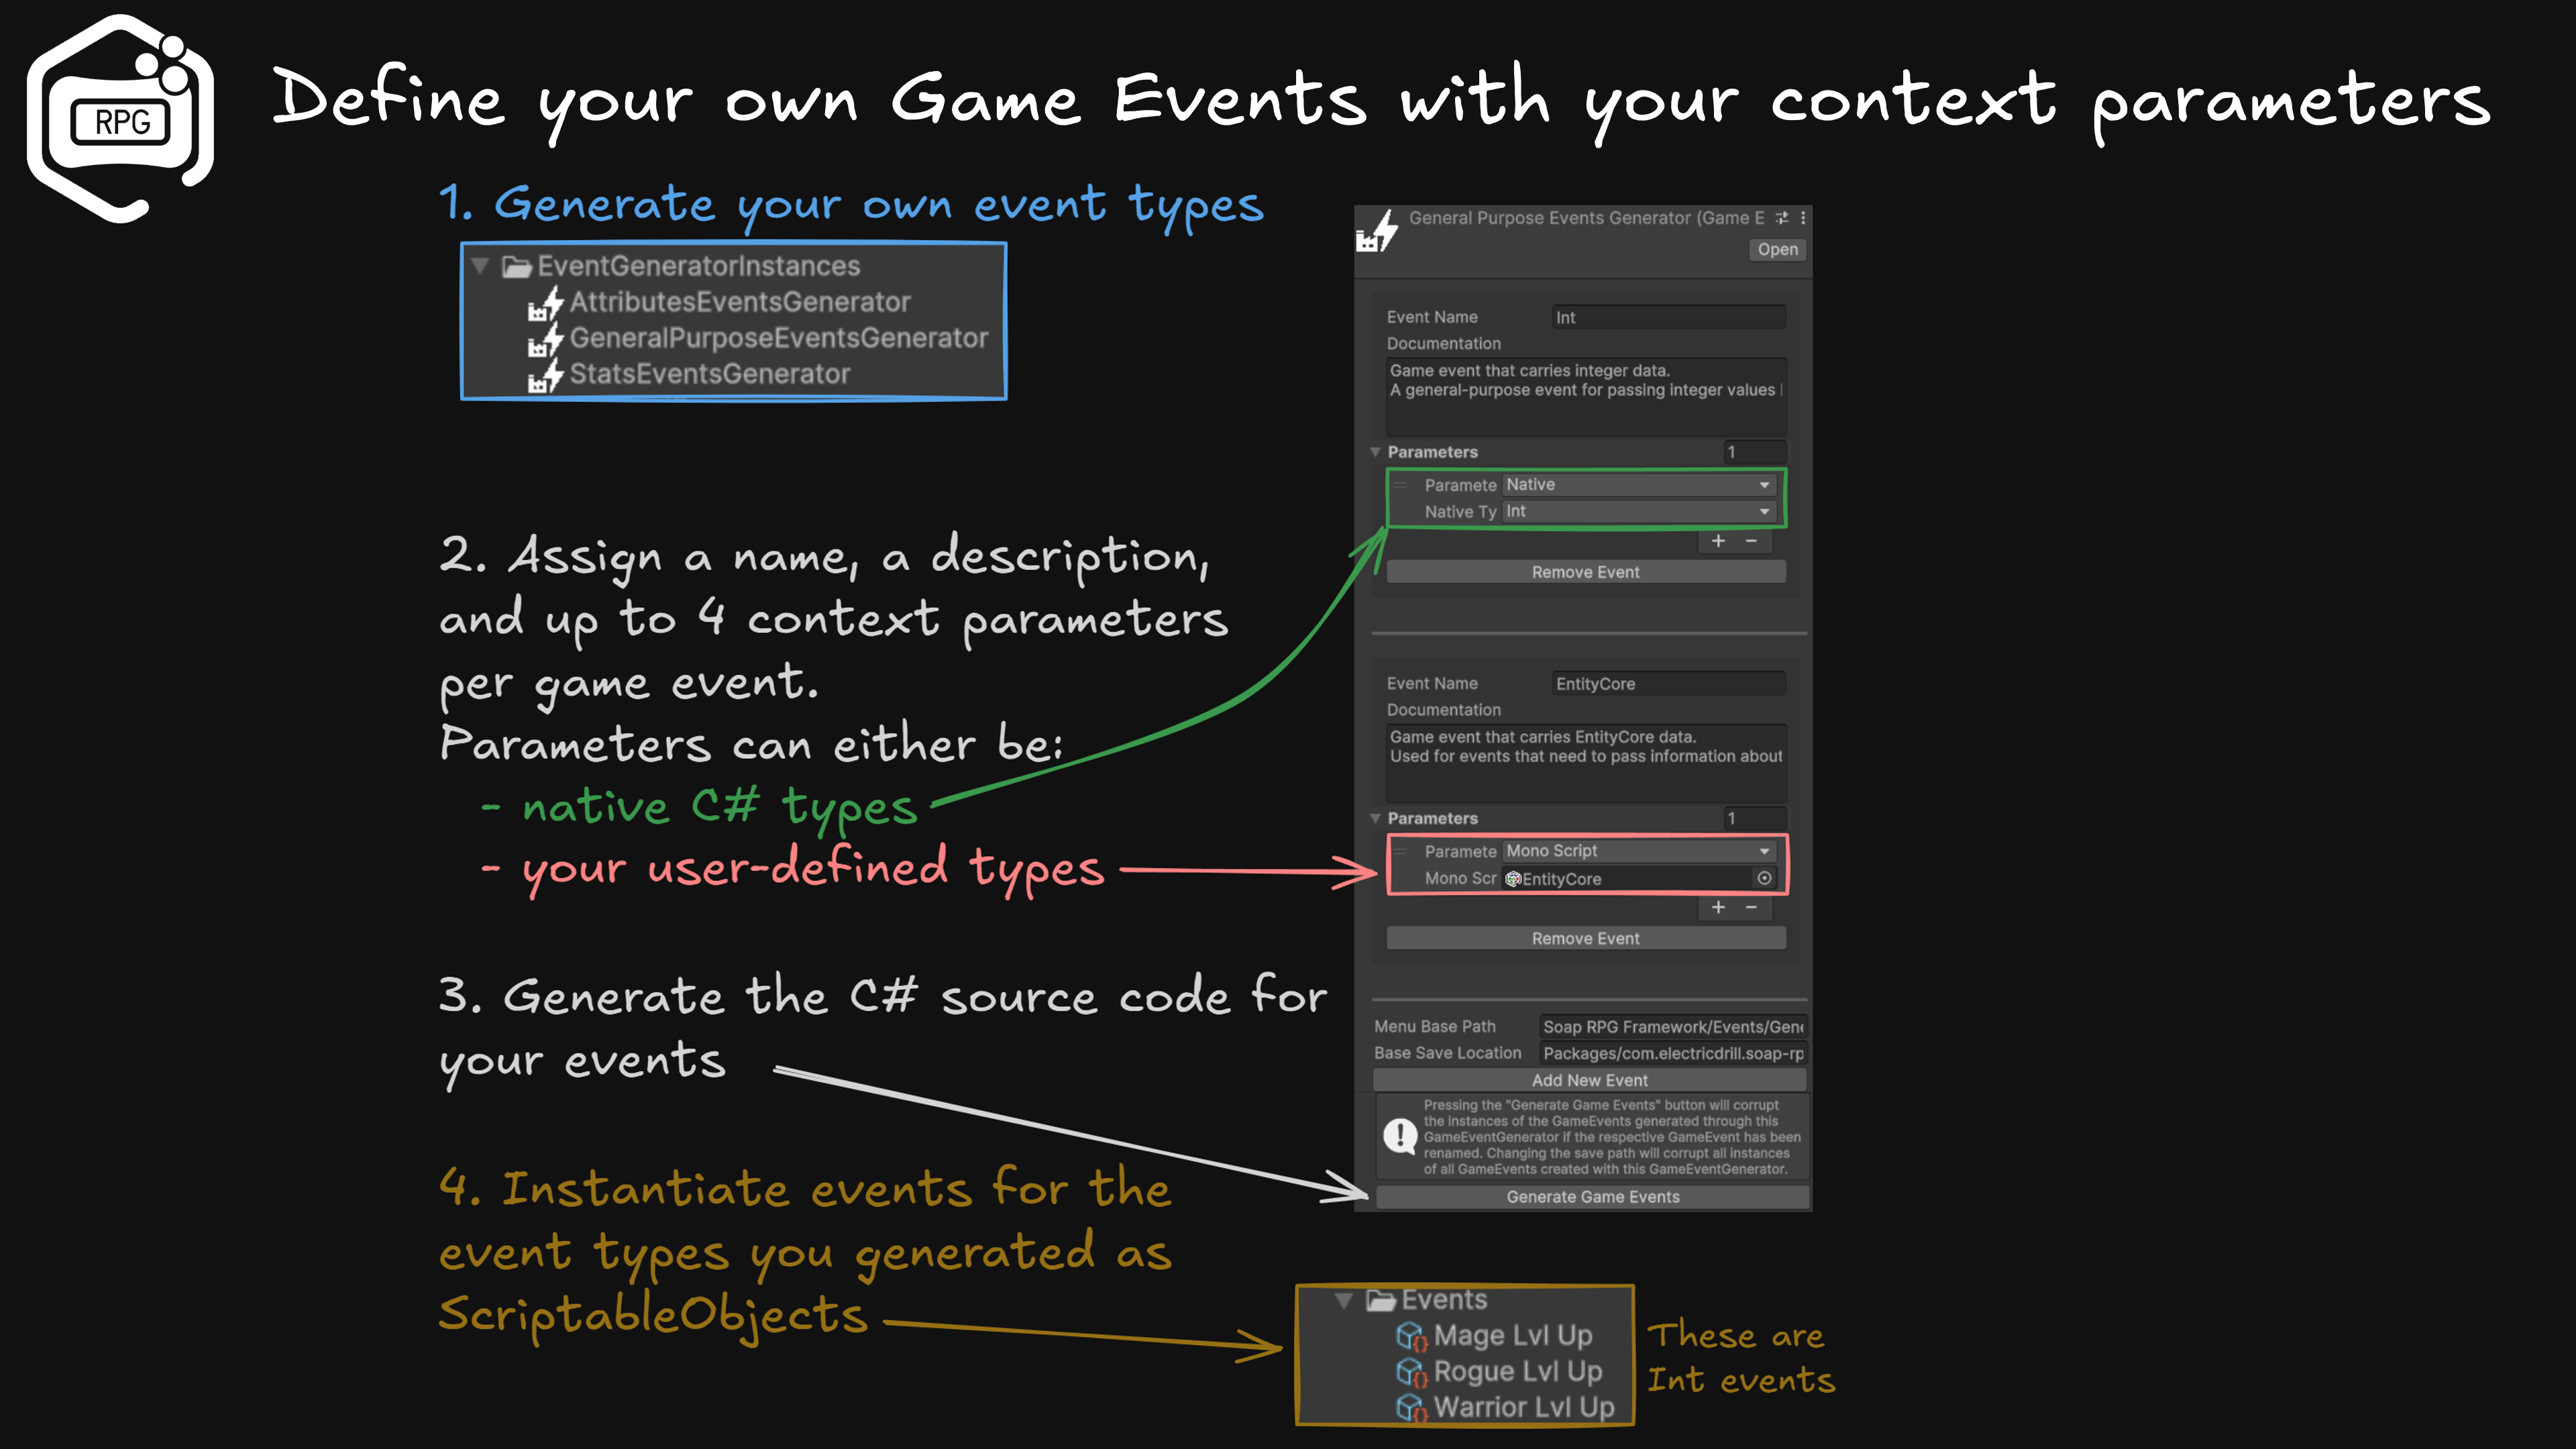 RPG
Define your own Game Events with your context parameters
1. Generate your own event types
EventGeneratorInstances
AttributesEventsGenerator
GeneralPurposeEventsGenerator
StatsEventsGenerator
2. Assign a name, a description,
and up to 4 context parameters
per game event.
Parameters can either be:
- native C# types
- your user-defined types
3. Generate the C# source code for
your events
4. Instantiate events for the
event types you generated as
ScriptableObjects
General Purpose Events Generator (Game E
Open
Event Name Int
Documentation
Game event that carries integer data.
A general-purpose event for passing integer values
Parameters 1
Paramete Native
Native Ty Int
+ -
Remove Event
Event Name EntityCore
Documentation
Game event that carries EntityCore data.
Used for events that need to pass information about
Parameters 1
Paramete Mono Script
Mono Scr EntityCore
+ -
Remove Event
Menu Base Path Soap RPG Framework/Events/Gene
Base Save Location Packages/com.electricdrill.soap-rp
Add New Event
Pressing the "Generate Game Events" button will corrupt
the instances of the GameEvents generated through this
GameEventGenerator if the respective GameEvent has been
renamed. Changing the save path will corrupt all instances
of all GameEvents created with this GameEventGenerator.
Generate Game Events
Events
Mage Lvl Up
Rogue Lvl Up
Warrior Lvl Up
These are
Int events